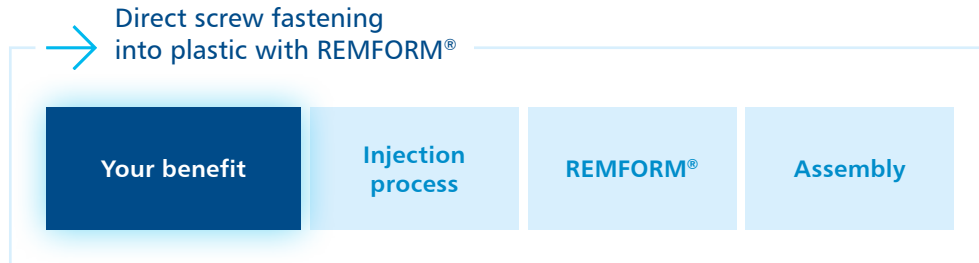 Direct screw fastening
into plastic with REMFORM®
Your benefit
Injection
process
REMFORM®
Assembly